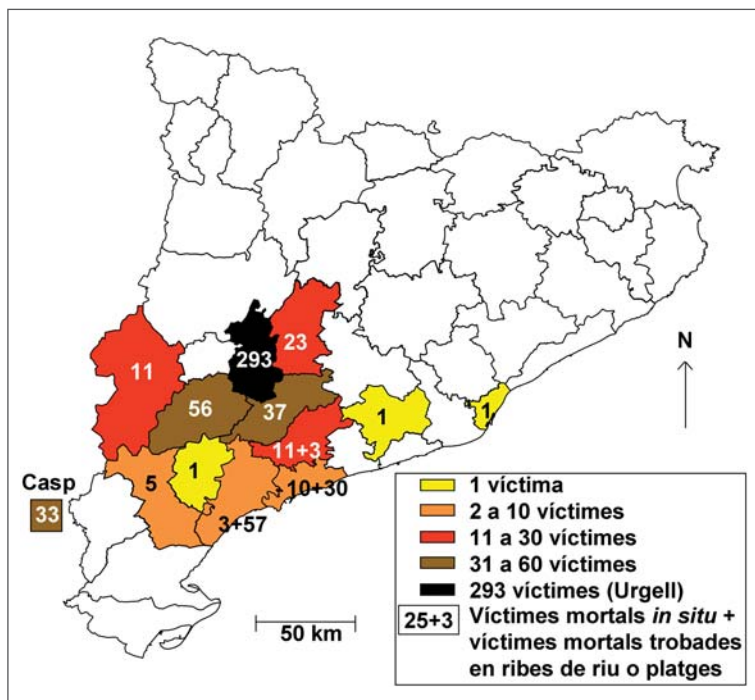 23
293
11
N
56
37
1
1
11+3
Casp
5
1
10+30
33
3+57
1 víctima
2 a 10 víctimes
11 a 30 víctimes
31 a 60 víctimes
293 víctimes (Urgell)
25+3 Víctimes mortals in situ +
víctimes mortals trobades
en ribes de riu o platges
50 km